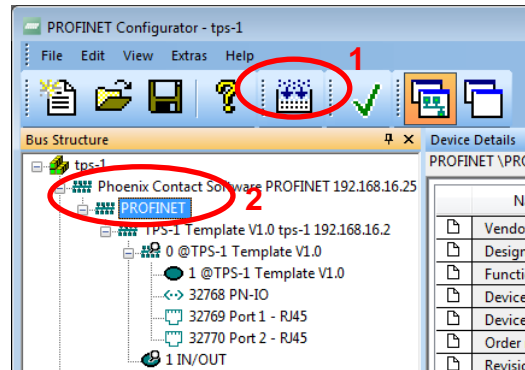 PROFINET Configurator - tps-1
File Edit View Extras Help
1
Bus Structure
Device Details
tps-1
PROFINET \PRO
Phoenix Contact Software PROFINET 192.168.16.25
N
PROFINET
2
TPS-1 Template V1.0 tps-1 192.168.16.2
Vendo
0 @TPS-1 Template V1.0
Design
1 @TPS-1 Template V1.0
Functi
32768 PN-IO
Device
32769 Port 1 - RJ45
Device
32770 Port 2 - RJ45
Order
1 IN/OUT
Revisio